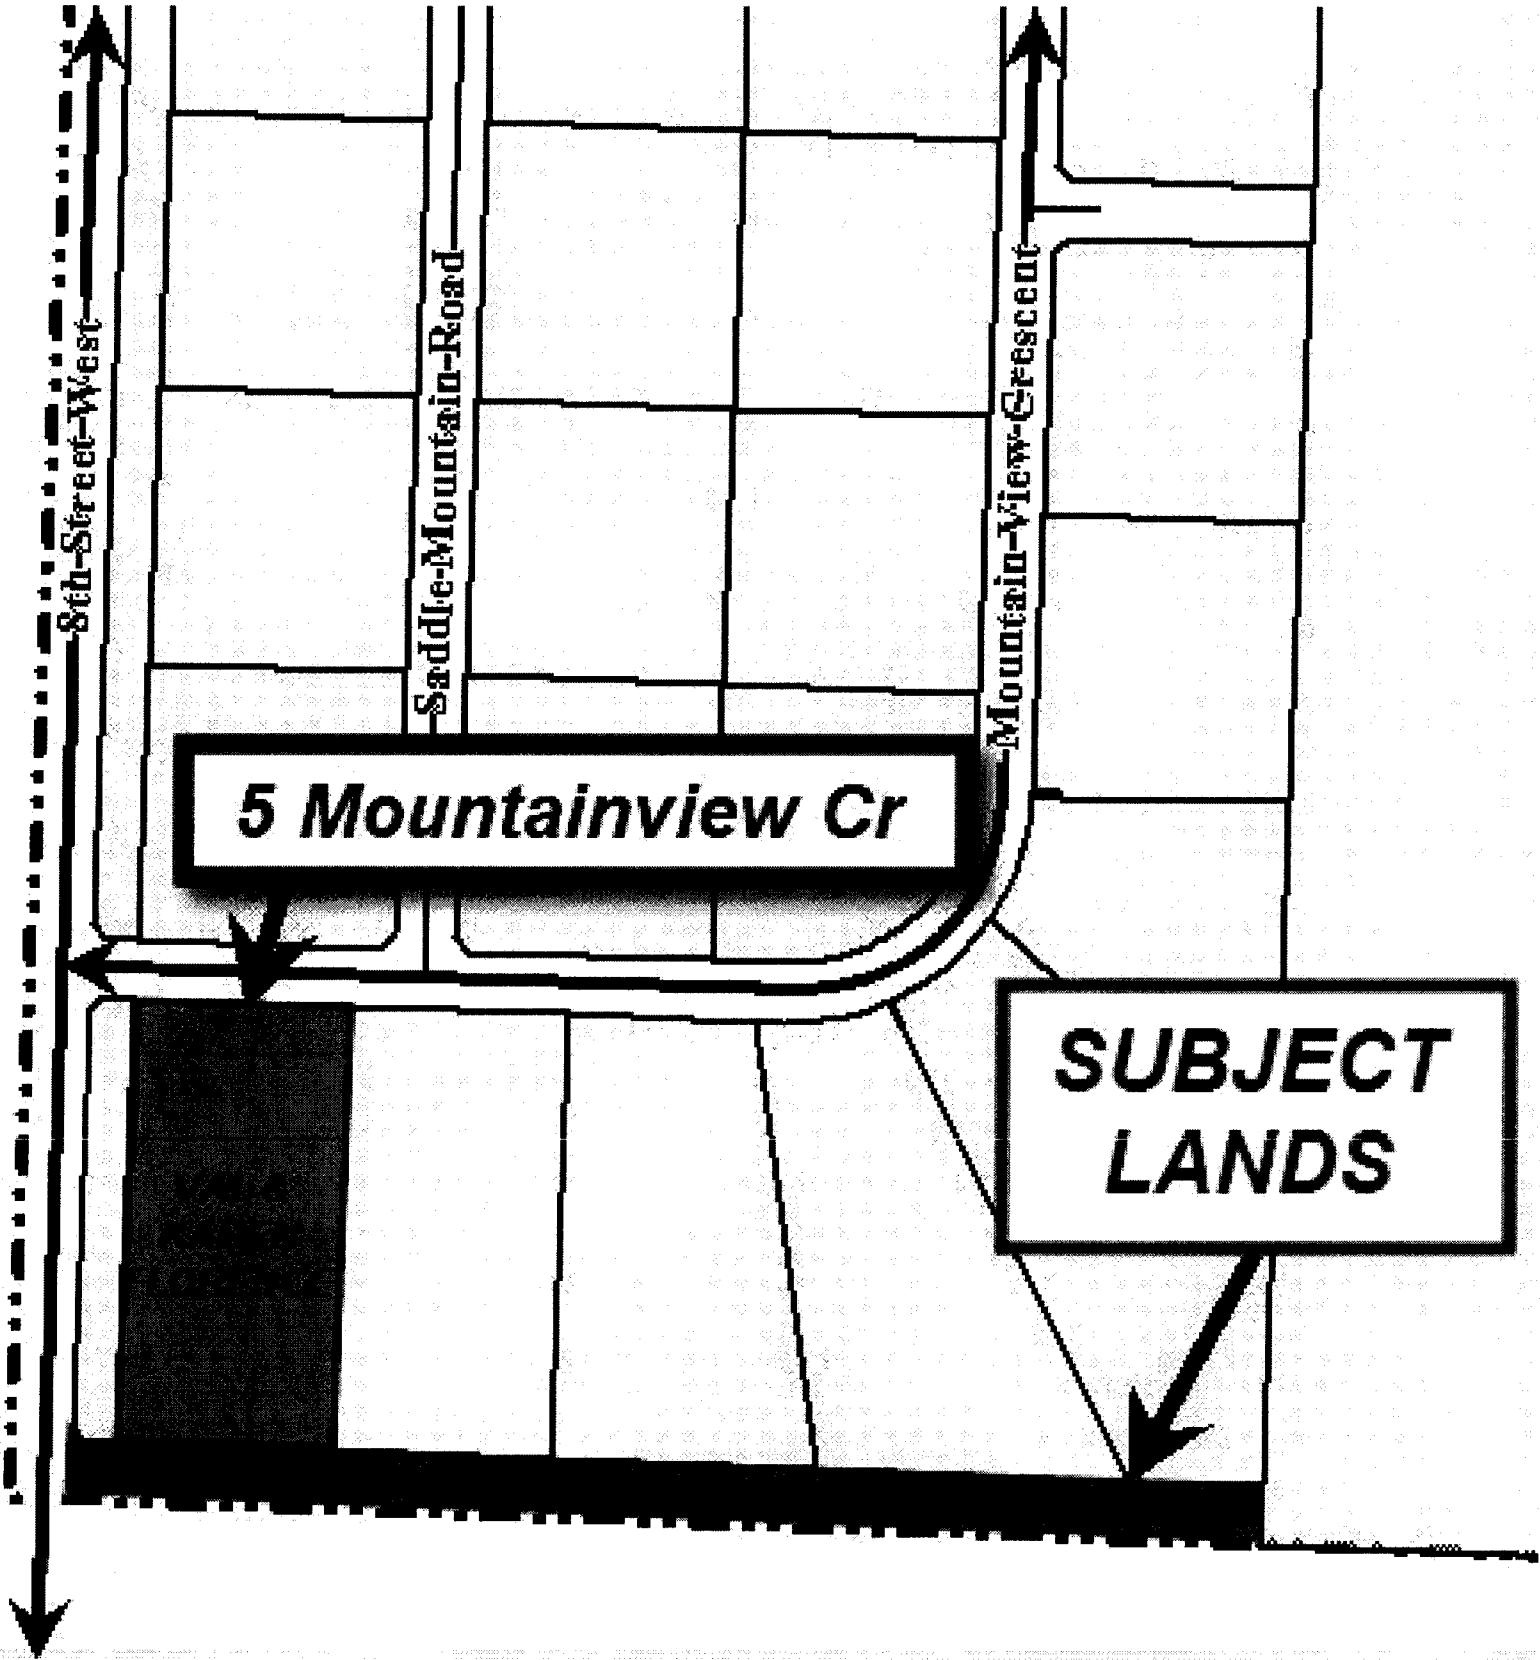 8th-Street-West
Saddle-Mountain-Road
Mountain-View-Crescent
5 Mountainview Cr
SUBJECT
LANDS